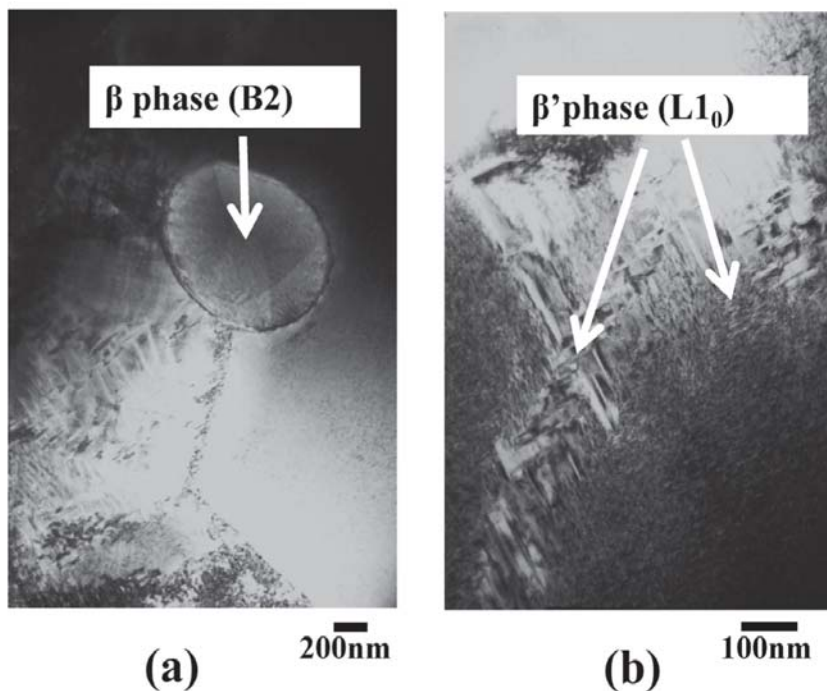 β phase (B2)
β’phase (L1₀)
200nm
100nm
(a)
(b)